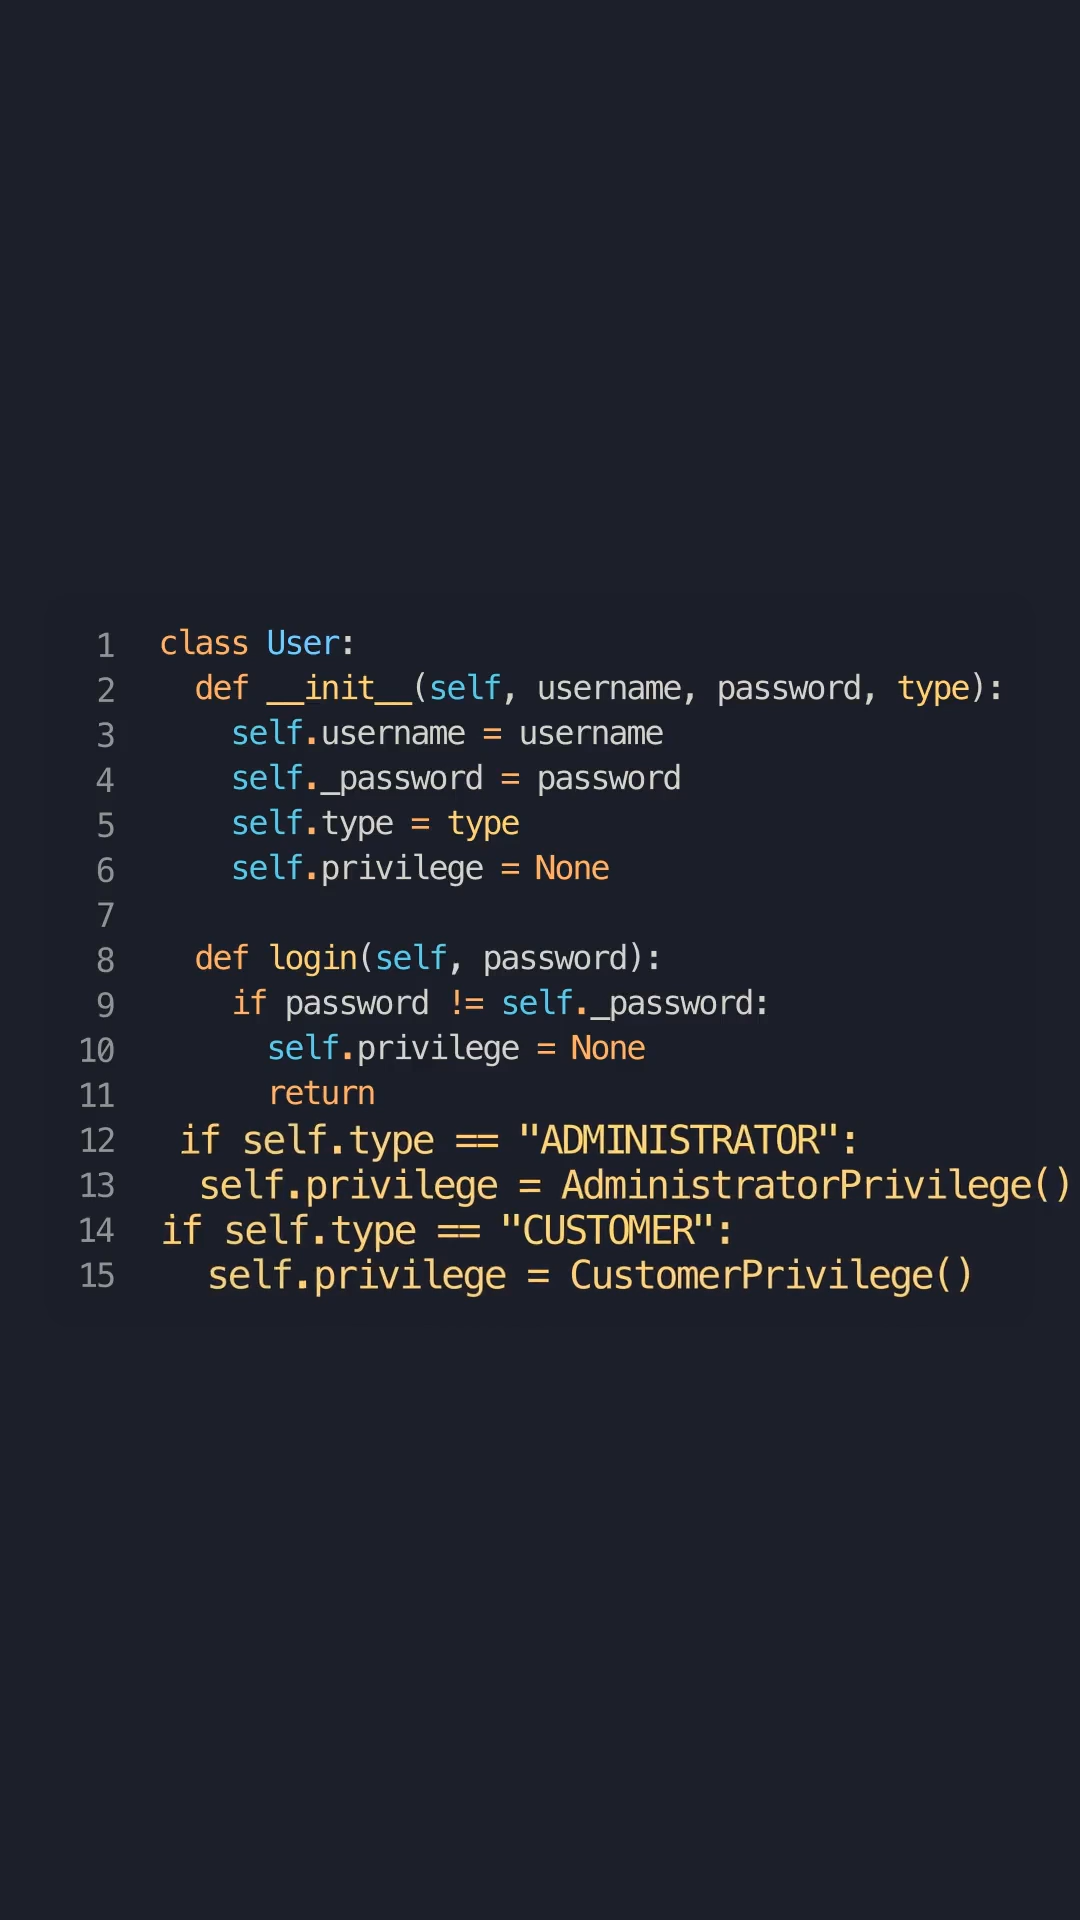 1 class User:
2   def __init__(self, username, password, type):
3     self.username = username
4     self._password = password
5     self.type = type
6     self.privilege = None
7
8   def login(self, password):
9     if password != self._password:
10       self.privilege = None
11       return
12  if self.type == "ADMINISTRATOR":
13   self.privilege = AdministratorPrivilege()
14 if self.type == "CUSTOMER":
15   self.privilege = CustomerPrivilege()